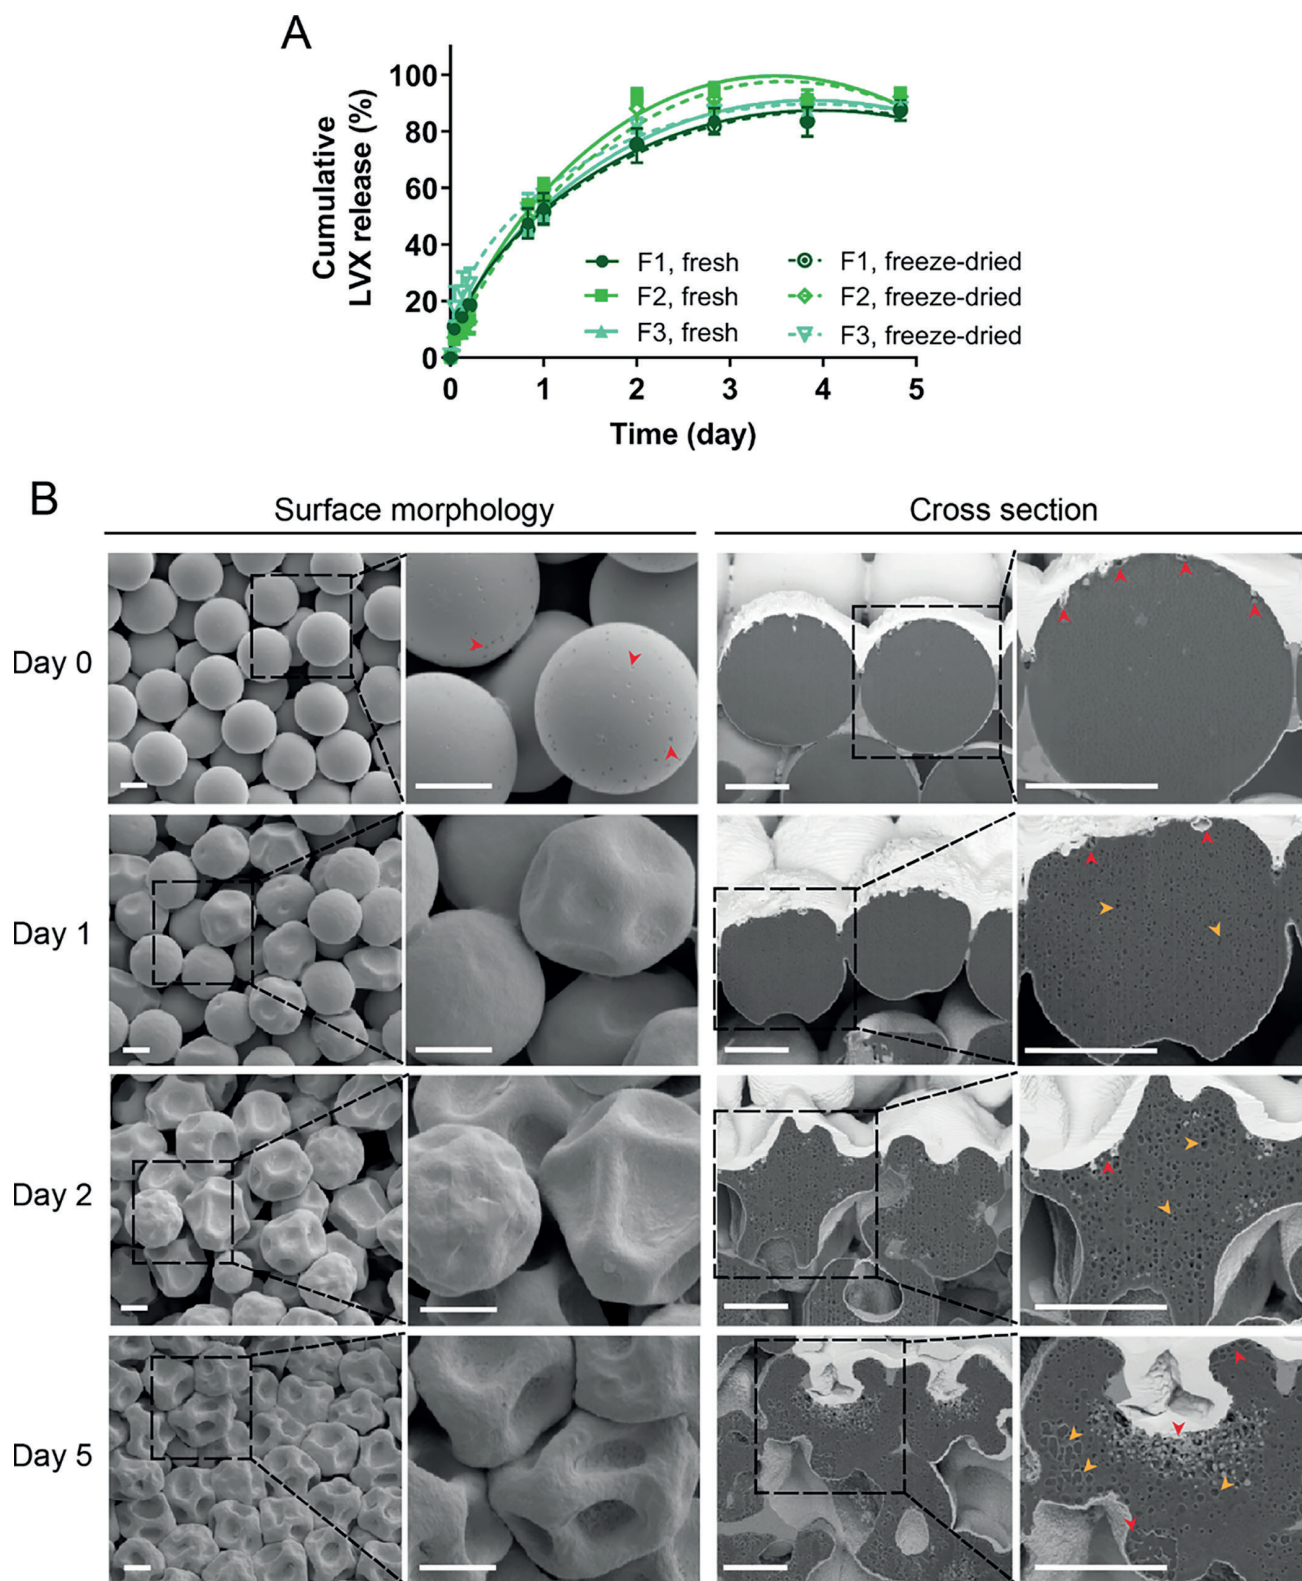 A
Cumulative
LVX release (%)
100
80
60
40
20
0
F1, fresh
F1, freeze-dried
F2, fresh
F2, freeze-dried
F3, fresh
F3, freeze-dried
0 1 2 3 4 5
Time (day)
B
Surface morphology
Cross section
Day 0
Day 1
Day 2
Day 5